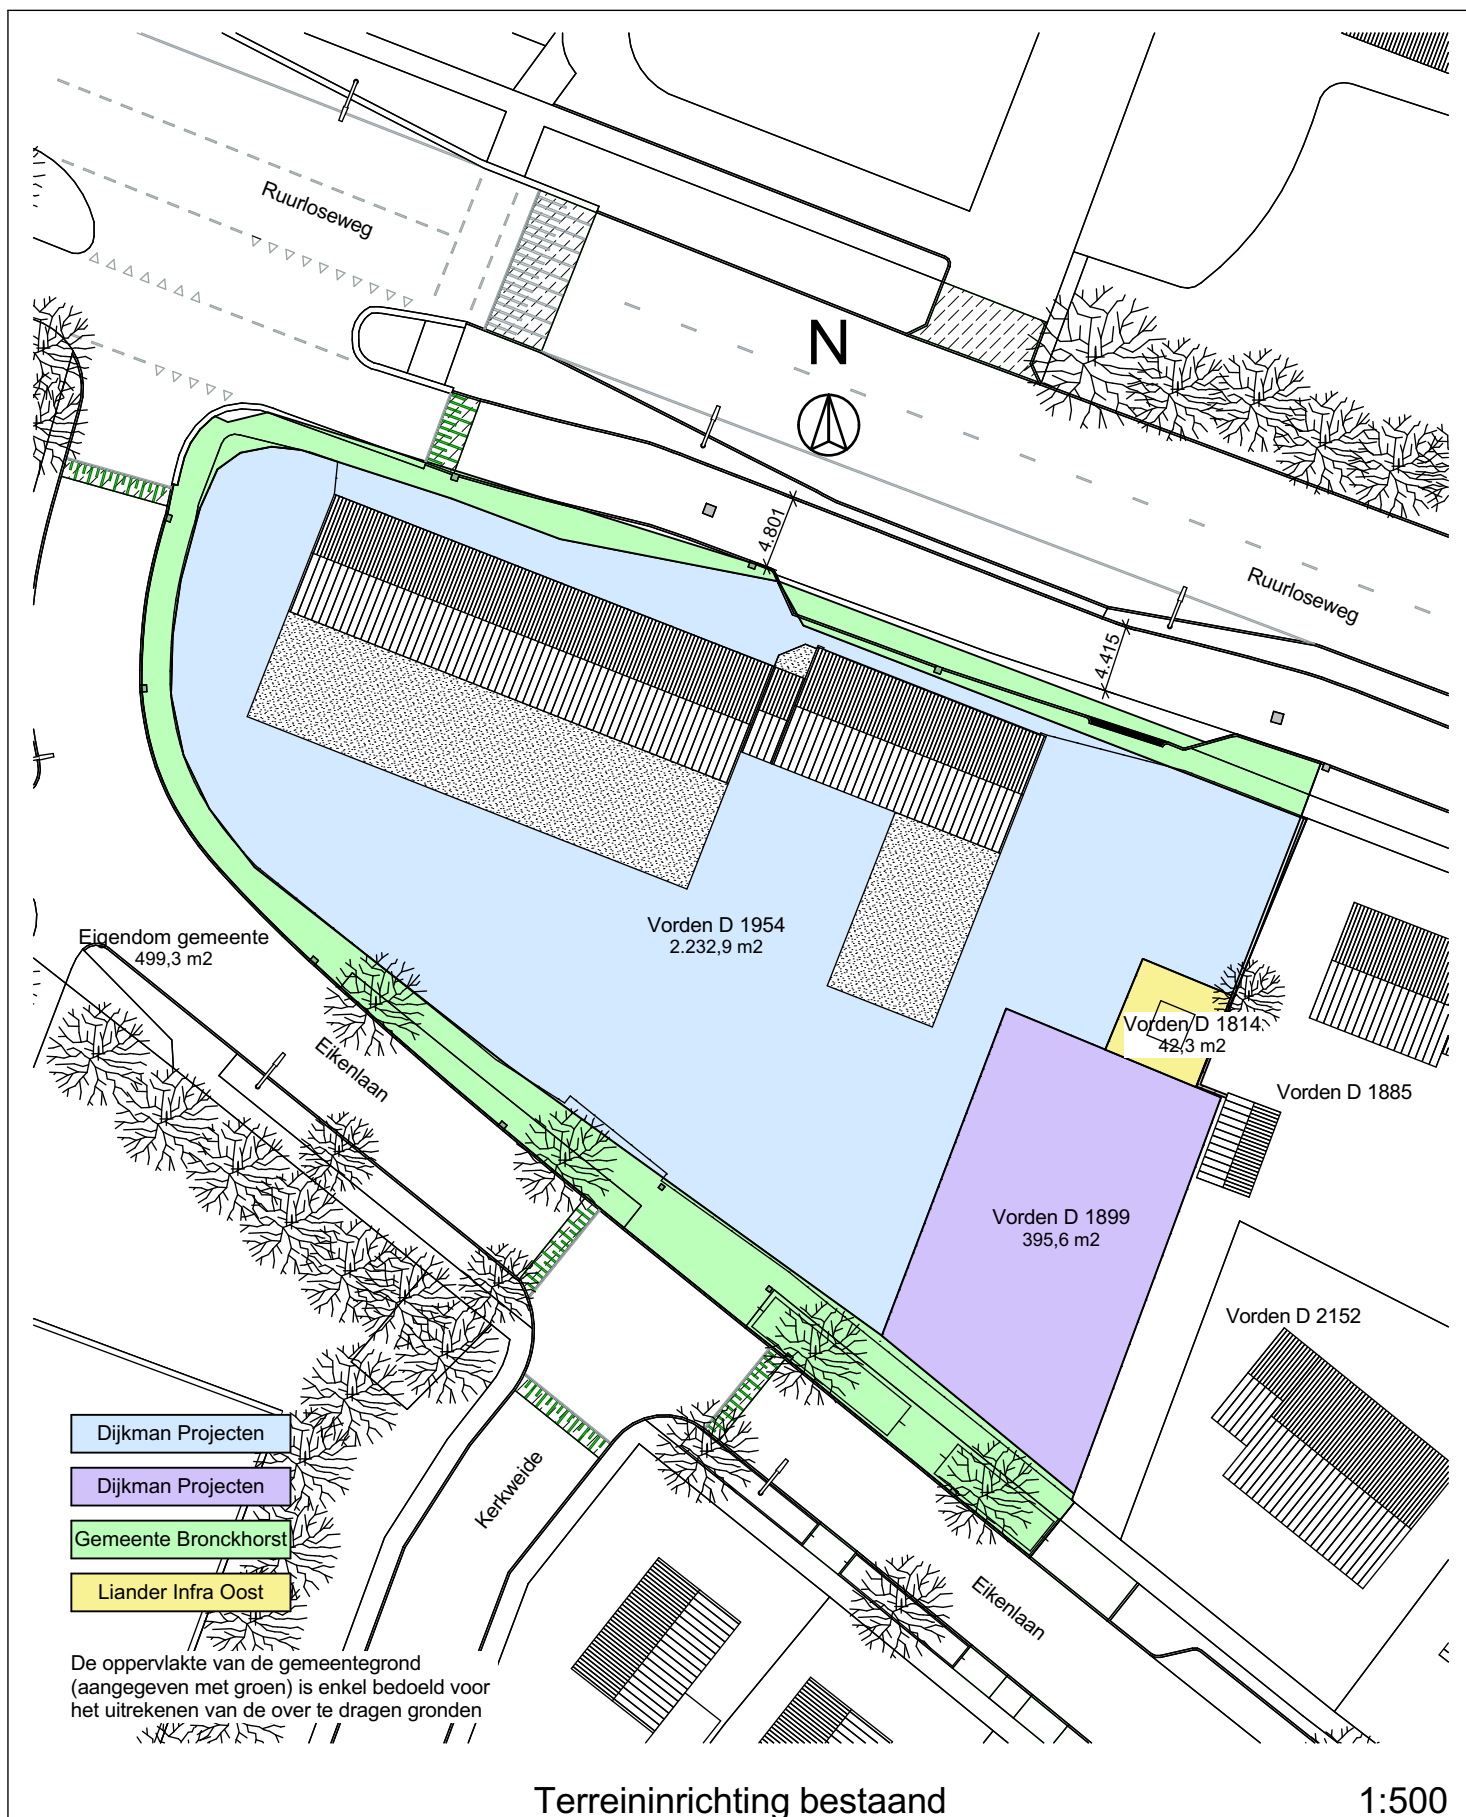 Ruurloseweg
N
4.801
Ruurloseweg
4.415
Vorden D 1954
2.232,9 m2
Eigendom gemeente
499,3 m2
Vorden D 1814
42,3 m2
Eikenlaan
Vorden D 1885
Vorden D 1899
395,6 m2
Vorden D 2152
Dijkman Projecten
Dijkman Projecten
Kerkweide
Gemeente Bronckhorst
Liander Infra Oost
Eikenlaan
De oppervlakte van de gemeentegrond
(aangegeven met groen) is enkel bedoeld voor
het uitrekenen van de over te dragen gronden
Terreininrichting bestaand
1:500